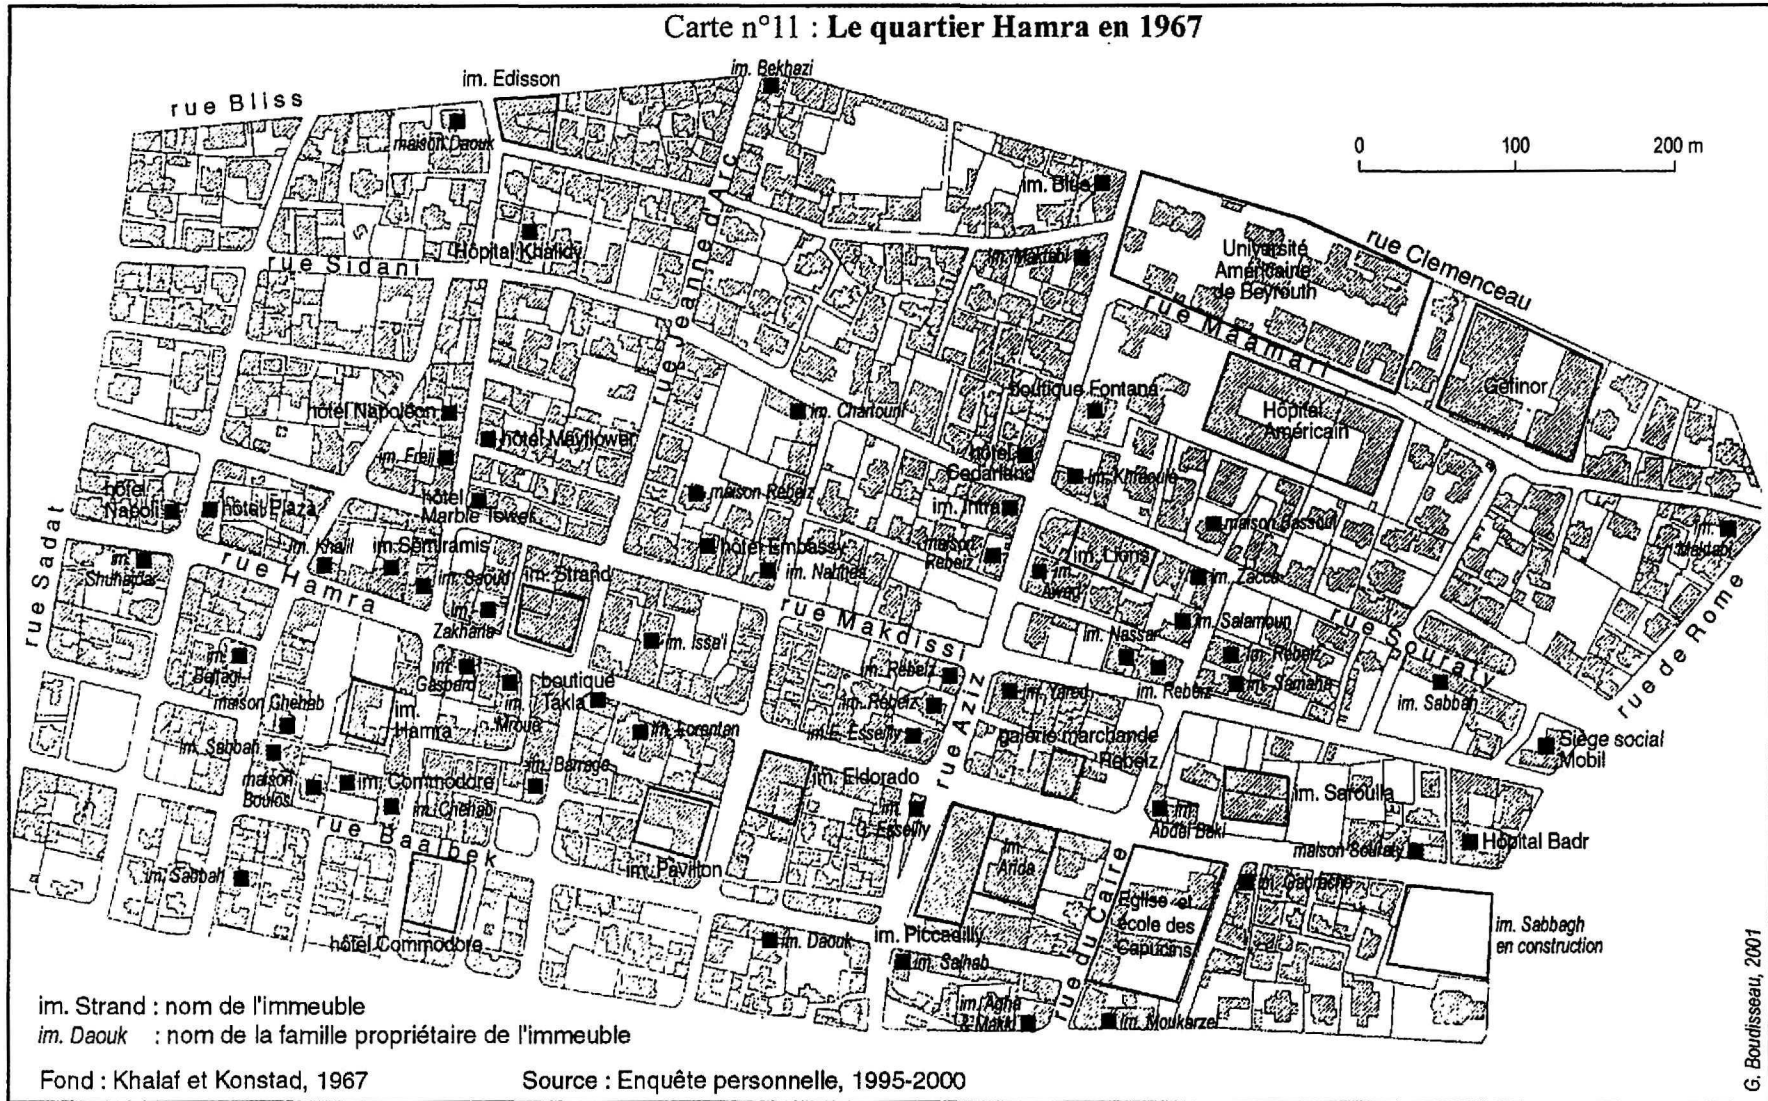 Carte n°11 : Le quartier Hamra en 1967
im. Bekhazi
im. Edisson
rue Bliss
maison Daouk
0 100 200 m
im. Blue
rue Jeanne d'Arc
rue Clemenceau
Université
Américaine
de Beyrouth
Hôpital Khalidy
rue Sidani
im. Maktabi
rue Maamari
Gefinor
boutique Fontana
Hôpital
Américain
hôtel Napoléon
im. Chartouni
hôtel Mayflower
im. Freij
hôtel
Cedarland
im. Khraouié
maison Rebeiz
hôtel
Marble Tower
hôtel
Napoli
hôtel Plaza
im. Intra
maison Bassoul
im.
Maktabi
rue Sadat
im. Khalil
im. Sémiramis
hôtel Embassy
maison
Rebeiz
im. Lions
im.
Shuhaibar
rue Hamra
im. Saoud
im. Strand
im. Nahhas
im.
Awad
im. Zacca
rue de Rome
im.
Zakharia
rue Makdissi
im. Salamoun
rue Souraty
im. Issa'i
im. Nassar
im. Rebeiz
im.
Baltagi
im.
Gaspard
im. Rebeiz
im. Yared
im. Rebeiz
im. Samaha
im. Sabbah
maison Chehab
im.
Hamra
im.
Mroué
boutique
Takla
im. Rebeiz
rue Aziz
im. Lorentan
im. E. Esseily
galerie marchande
Rebeiz
Siège social
Mobil
im. Sabbah
maison
Boulos
im. Commodore
im. Barrage
im. Eldorado
im. Saroulla
im. Chehab
im.
G. Esseily
im.
Abdel Baki
rue Baalbek
maison Souraty
Hôpital Badr
im. Sabbah
im. Pavillon
im.
Arida
rue du Caire
im. Gabrache
Eglise et
école des
Capucins
hôtel Commodore
im. Daouk
im. Piccadilly
im. Sabbagh
en construction
im. Salhab
im. Agha
& Makki
im. Moukarzel
im. Strand : nom de l'immeuble
im. Daouk : nom de la famille propriétaire de l'immeuble
Fond : Khalaf et Konstad, 1967 Source : Enquête personnelle, 1995-2000
G. Boudisseau, 2001